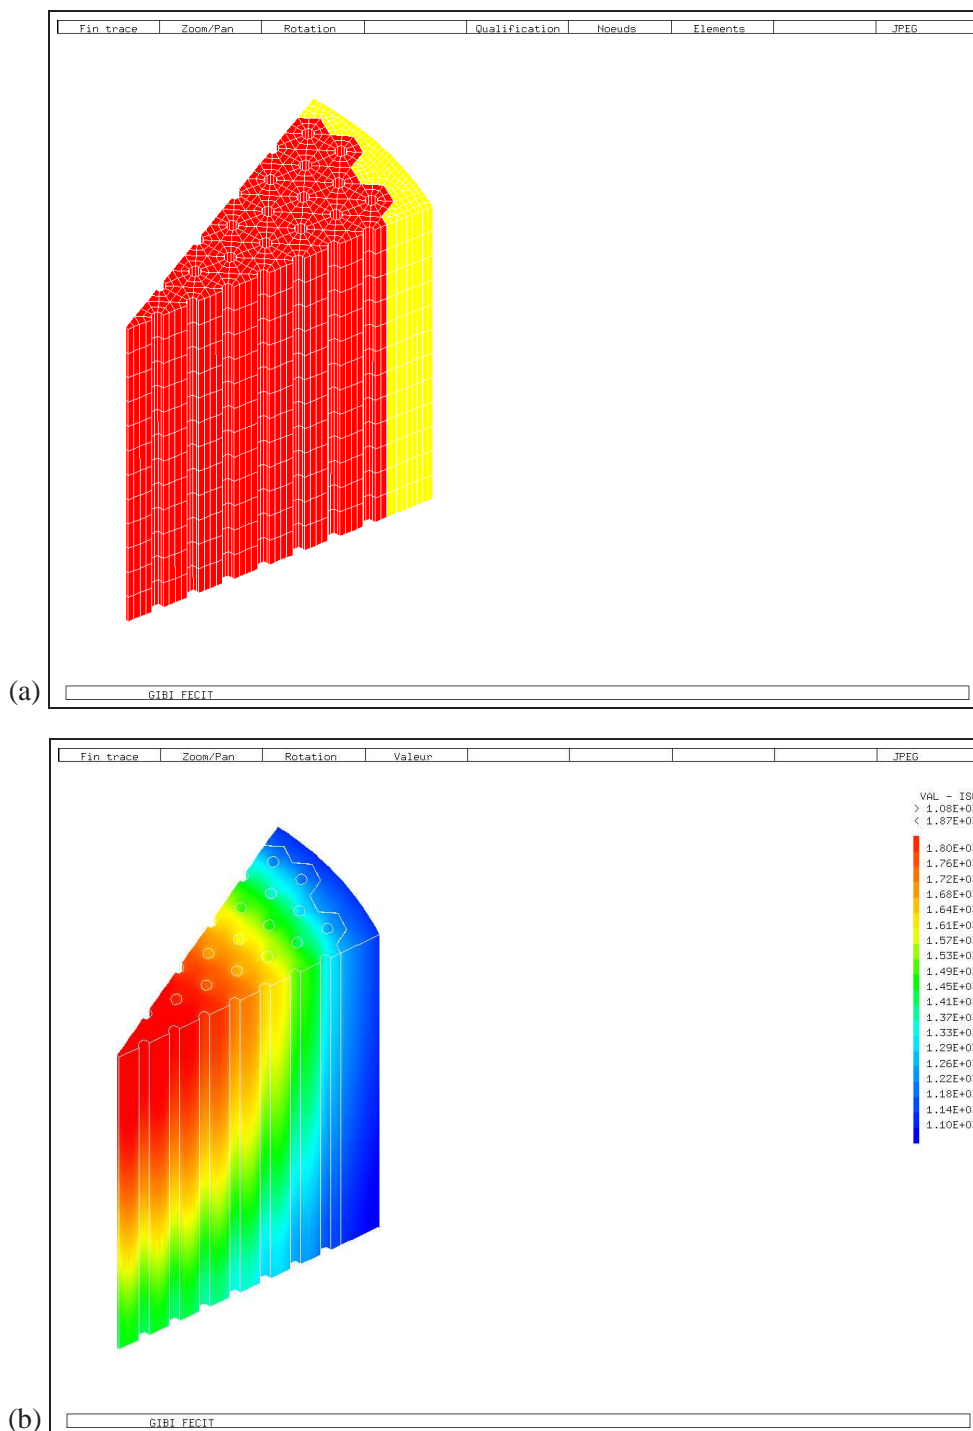 Fin trace Zoom/Pan Rotation Qualification Noeuds Elements JPEG
(a)
GIBI FECIT
Fin trace Zoom/Pan Rotation Valeur JPEG
VAL - IS
> 1.08E+0
< 1.87E+0
1.80E+0
1.76E+0
1.72E+0
1.68E+0
1.64E+0
1.61E+0
1.57E+0
1.53E+0
1.49E+0
1.45E+0
1.41E+0
1.37E+0
1.33E+0
1.29E+0
1.26E+0
1.22E+0
1.18E+0
1.14E+0
1.10E+0
(b)
GIBI FECIT